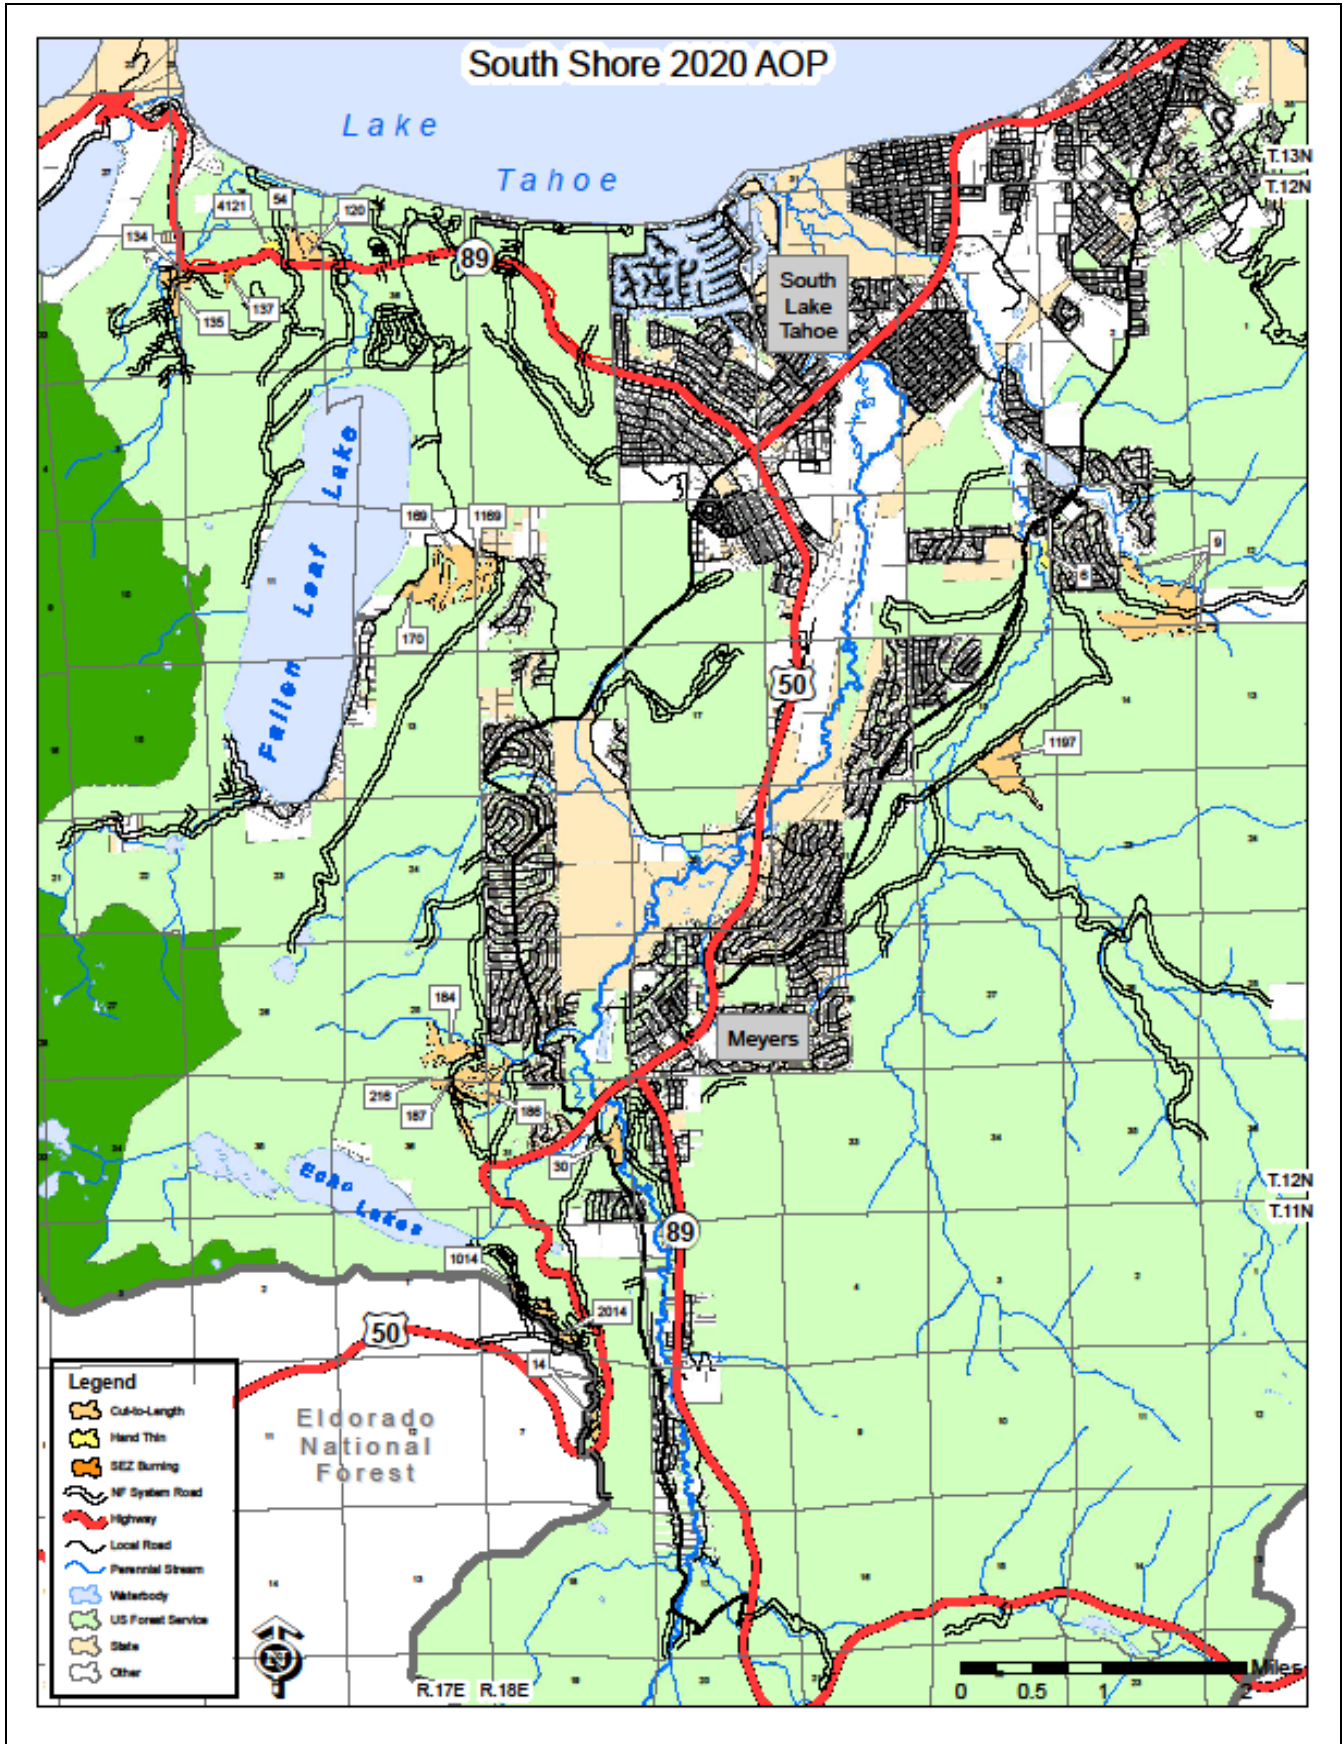 South Shore 2020 AOP
Lake
Tahoe
T.13N
T.12N
4121
54
120
134
89
137
135
South
Lake
Tahoe
Fallen Leaf Lake
169
1169
170
9
6
50
1197
184
Meyers
216
187
186
30
Echo
Lakes
T.12N
T.11N
89
1014
2014
50
14
Eldorado
National
Forest
Legend
Cut-to-Length
Hand Thin
SEZ Burning
NF System Road
Highway
Local Road
Perennial Stream
Waterbody
US Forest Service
State
Other
R.17E R.18E
Miles
0 0.5 1 2